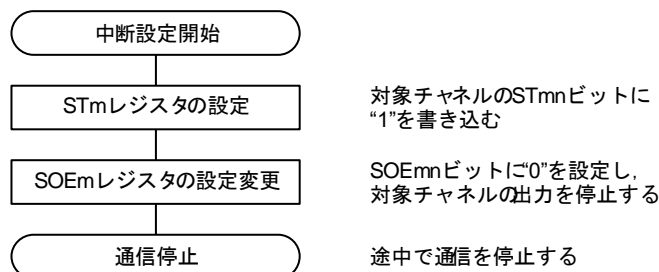 中断設定開始
STmレジスタの設定
対象チャネルのSTmnビットに
“1”を書き込む
SOEmレジスタの設定変更
SOEmnビットに“0”を設定し,
対象チャネルの出力を停止する
通信停止
途中で通信を停止する